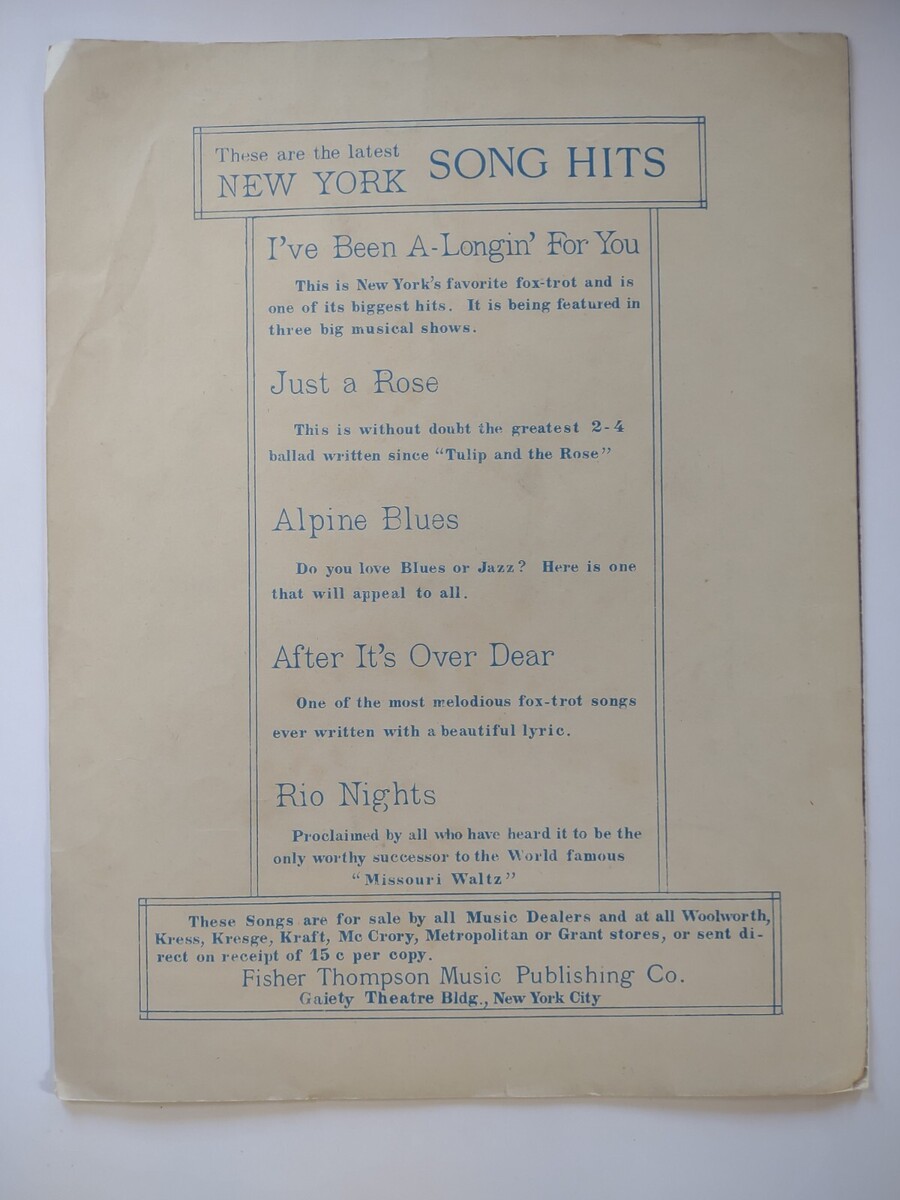 These are the latest
NEW YORK SONG HITS
I've Been A-Longin' For You
This is New York's favorite fox-trot and is
one of its biggest hits. It is being featured in
three big musical shows.
Just a Rose
This is without doubt the greatest 2-4
ballad written since "Tulip and the Rose"
Alpine Blues
Do you love Blues or Jazz? Here is one
that will appeal to all.
After It's Over Dear
One of the most melodious fox-trot songs
ever written with a beautiful lyric.
Rio Nights
Proclaimed by all who have heard it to be the
only worthy successor to the World famous
"Missouri Waltz"
These Songs are for sale by all Music Dealers and at all Woolworth,
Kress, Kresge, Kraft, Mc Crory, Metropolitan or Grant stores, or sent di-
rect on receipt of 15 c per copy.
Fisher Thompson Music Publishing Co.
Gaiety Theatre Bldg., New York City